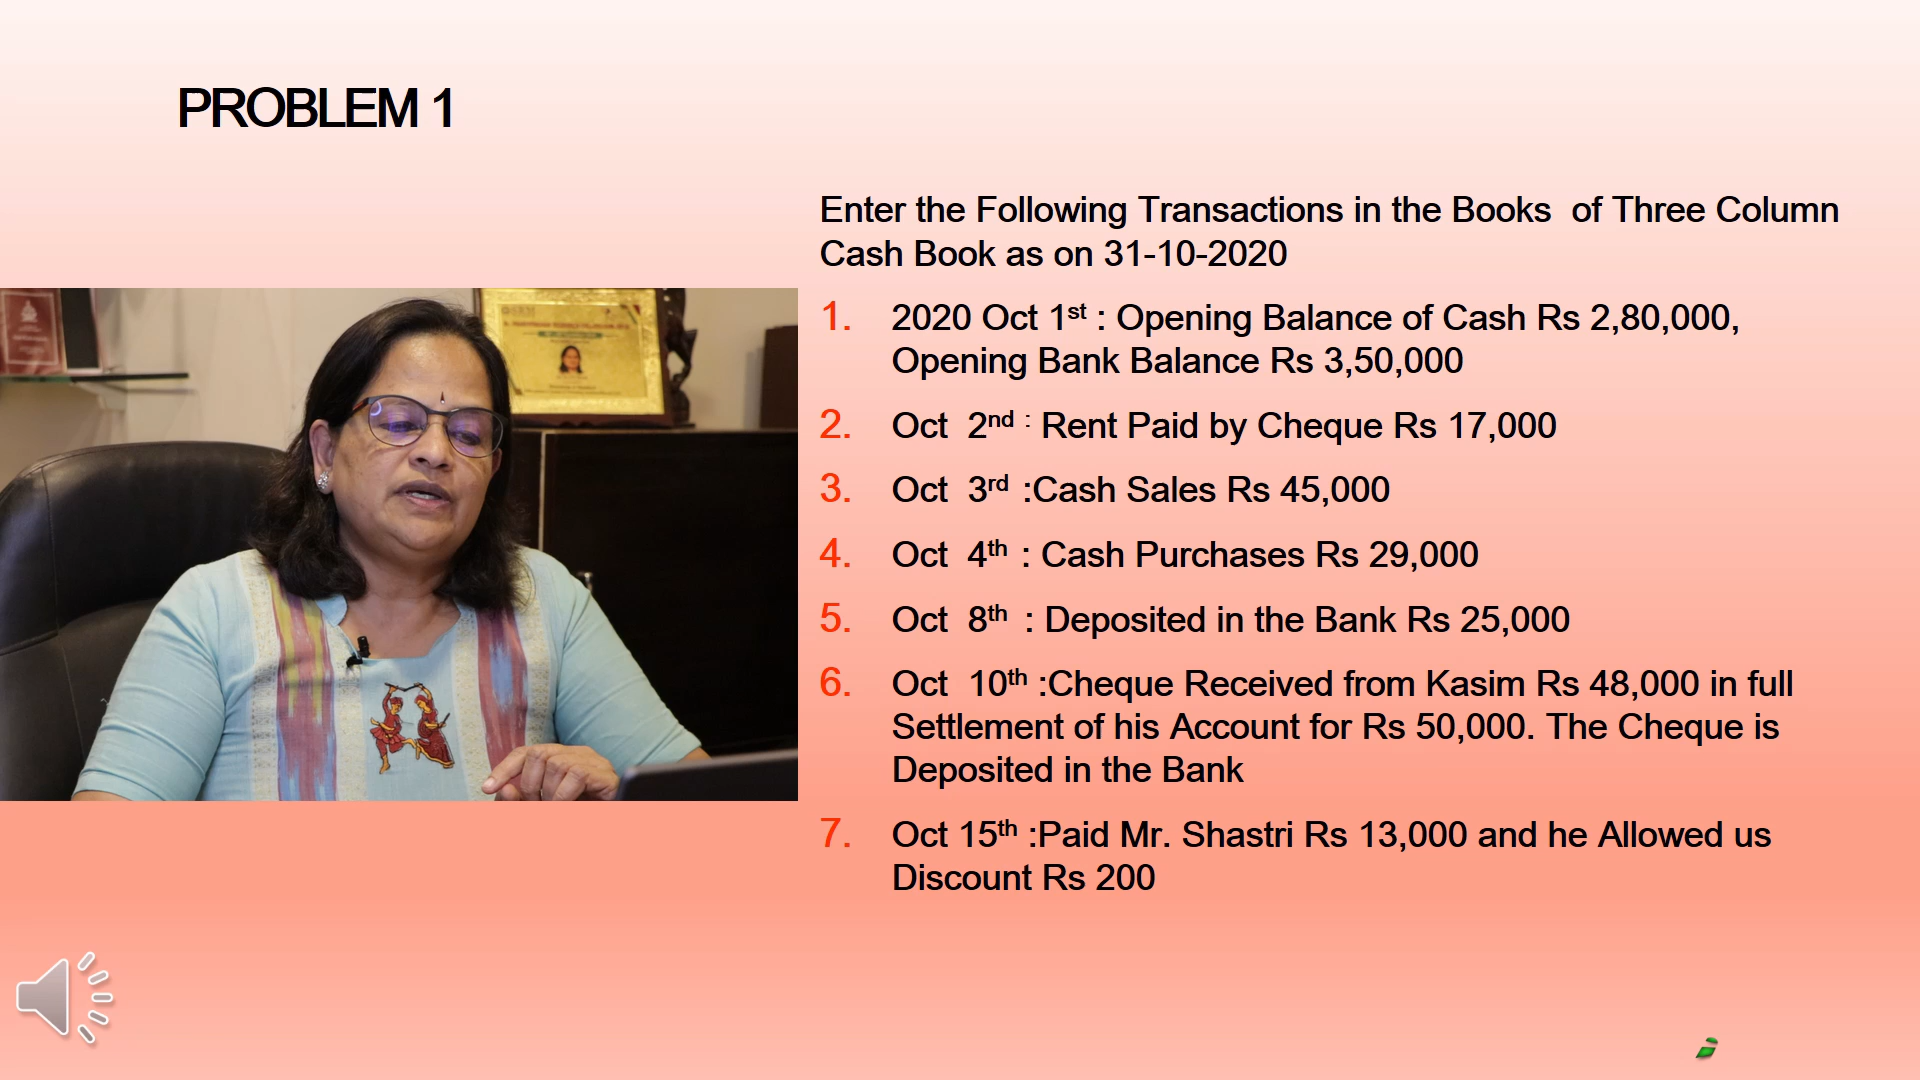 PROBLEM 1
Enter the Following Transactions in the Books of Three Column
Cash Book as on 31-10-2020
1. 2020 Oct 1st : Opening Balance of Cash Rs 2,80,000,
Opening Bank Balance Rs 3,50,000
2. Oct 2nd : Rent Paid by Cheque Rs 17,000
3. Oct 3rd :Cash Sales Rs 45,000
4. Oct 4th : Cash Purchases Rs 29,000
5. Oct 8th : Deposited in the Bank Rs 25,000
6. Oct 10th :Cheque Received from Kasim Rs 48,000 in full
Settlement of his Account for Rs 50,000. The Cheque is
Deposited in the Bank
7. Oct 15th :Paid Mr. Shastri Rs 13,000 and he Allowed us
Discount Rs 200